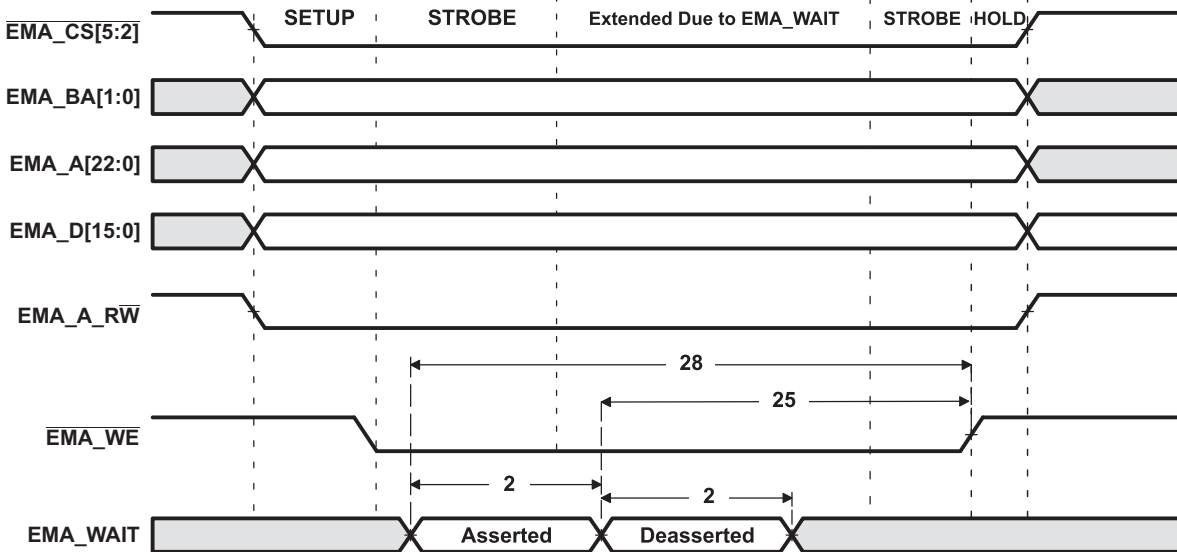 SETUP STROBE Extended Due to EMA_WAIT STROBE HOLD
EMA_CS[5:2]
EMA_BA[1:0]
EMA_A[22:0]
EMA_D[15:0]
EMA_A_RW
28
25
EMA_WE
2
2
EMA_WAIT Asserted Deasserted